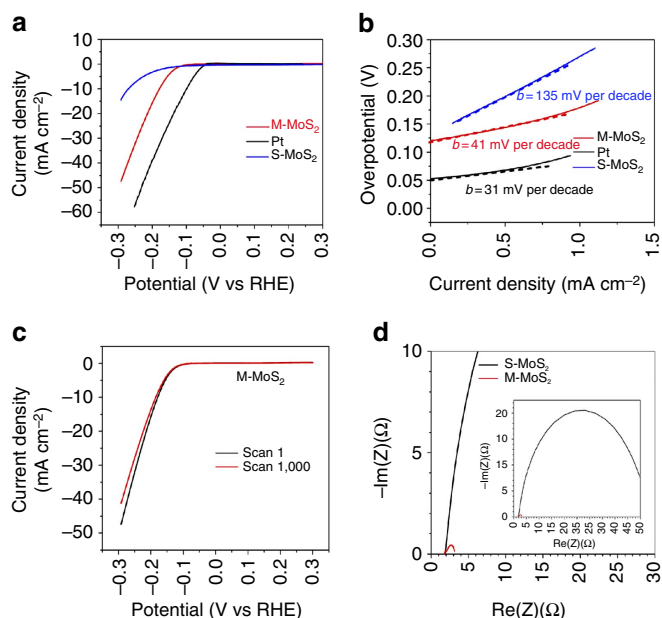 a
10
0
–10
–20
–30
–40
–50
–60
Current density
(mA cm–2)
M-MoS2
Pt
S-MoS2
–0.3
–0.2
–0.1
0.0
0.1
0.2
0.3
Potential (V vs RHE)
b
0.30
0.25
0.20
0.15
0.10
0.05
0.00
Overpotential (V)
b = 135 mV per decade
b = 41 mV per decade
b = 31 mV per decade
M-MoS2
Pt
S-MoS2
0.0
0.5
1.0
1.5
Current density (mA cm–2)
c
0
–10
–20
–30
–40
–50
Current density
(mA cm–2)
M-MoS2
Scan 1
Scan 1,000
–0.3
–0.2
–0.1
0.0
0.1
0.2
0.3
Potential (V vs RHE)
d
10
5
0
–Im(Z)(Ω)
S-MoS2
M-MoS2
20
15
10
5
0
–Im(Z)(Ω)
0 5 10 15 20 25 30 35 40 45 50
Re(Z)(Ω)
0 5 10 15 20 25 30
Re(Z)(Ω)